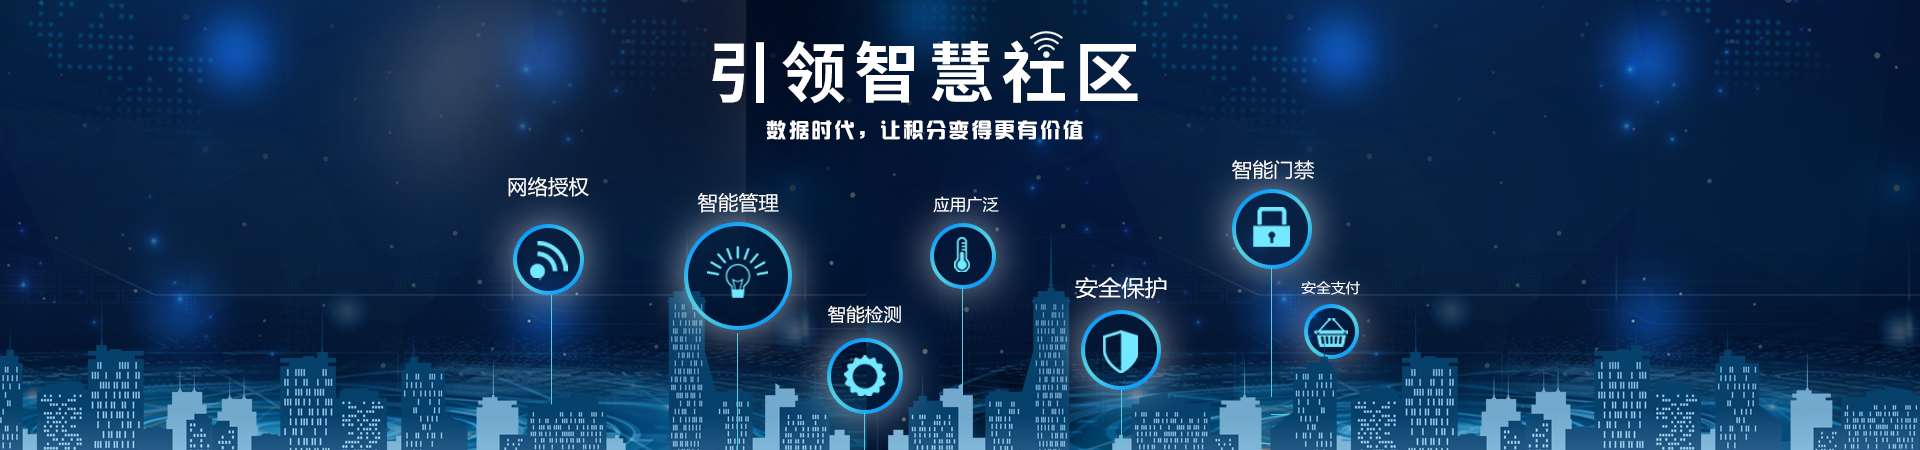 引领智慧社区
数据时代，让积分变得更有价值
网络授权
智能管理
智能检测
应用广泛
安全保护
智能门禁
安全支付